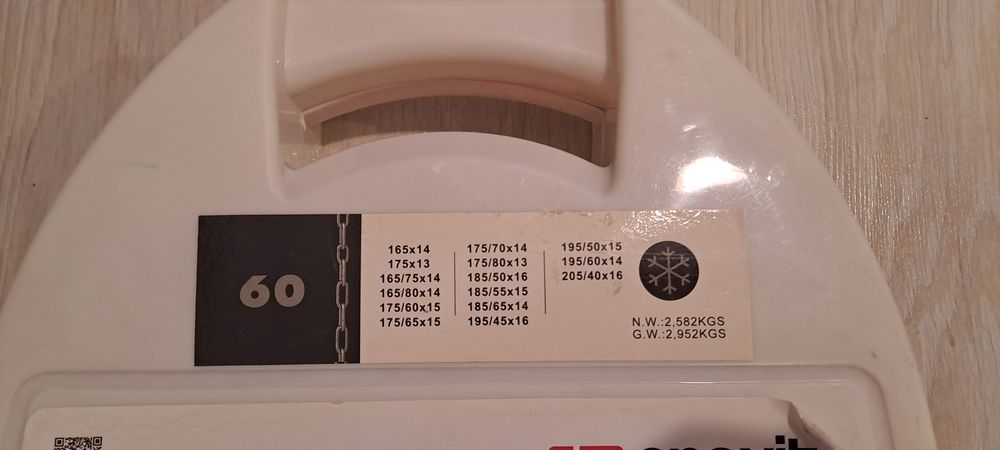 60
165x14
175x13
165/75x14
165/80x14
175/60x15
175/65x15
175/70x14
175/80x13
185/50x16
185/55x15
185/65x14
195/45x16
195/50x15
195/60x14
205/40x16
N.W.:2,582KGS
G.W.:2,952KGS